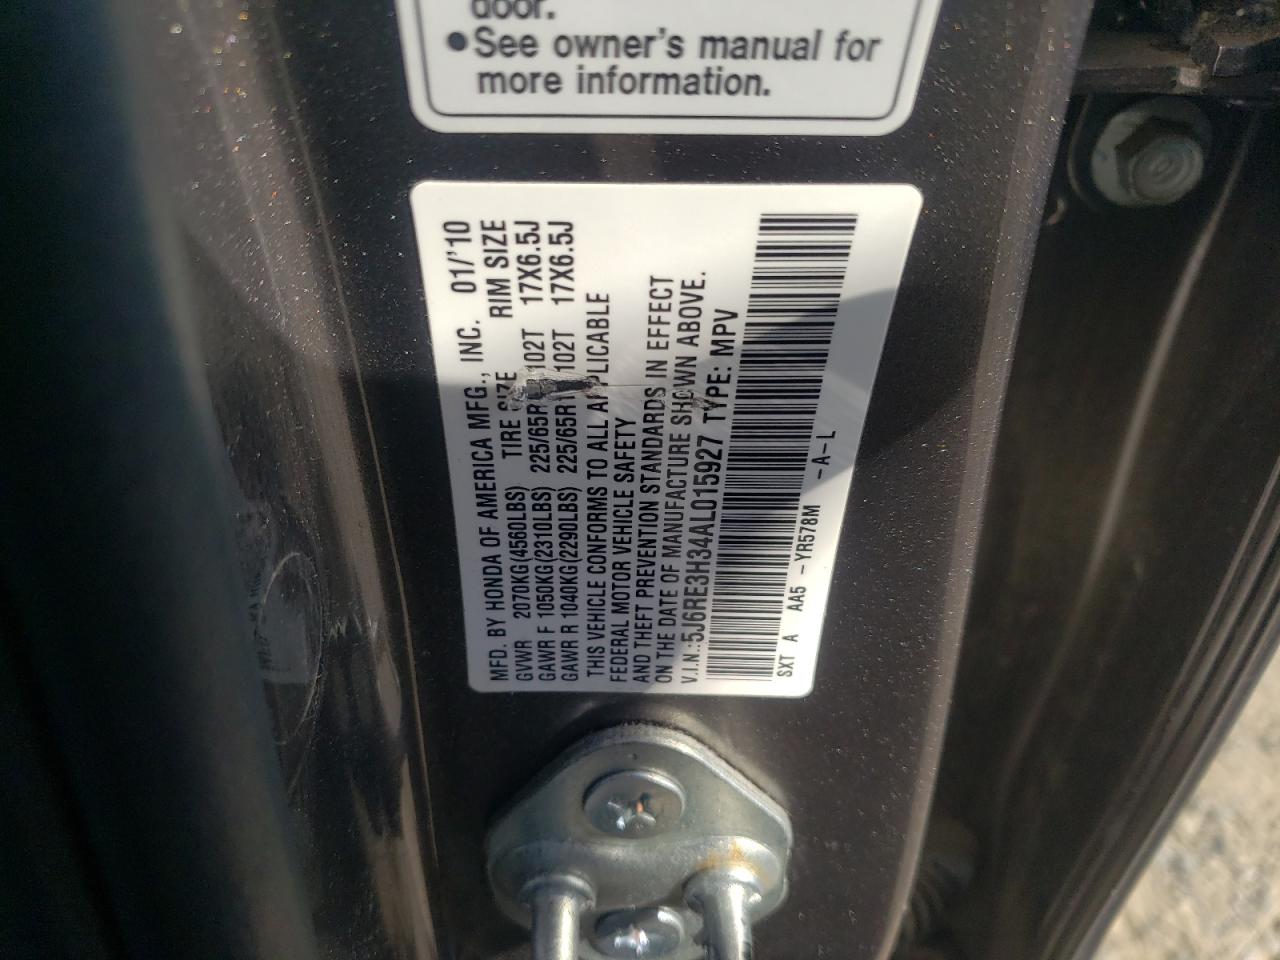 door.
•See owner's manual for
more information.
MFD. BY HONDA OF AMERICA MFG., INC. 01/'10
GVWR 2070KG(4560LBS) TIRE SIZE RIM SIZE
GAWR F 1050KG(2310LBS) 225/65R 102T 17X6.5J
GAWR R 1040KG(2290LBS) 225/65R 102T 17X6.5J
THIS VEHICLE CONFORMS TO ALL APPLICABLE
FEDERAL MOTOR VEHICLE SAFETY
AND THEFT PREVENTION STANDARDS IN EFFECT
ON THE DATE OF MANUFACTURE SHOWN ABOVE.
V.I.N.:5J6RE3H34AL015927 TYPE: MPV
SXT A AA5 -YR578M -A-L